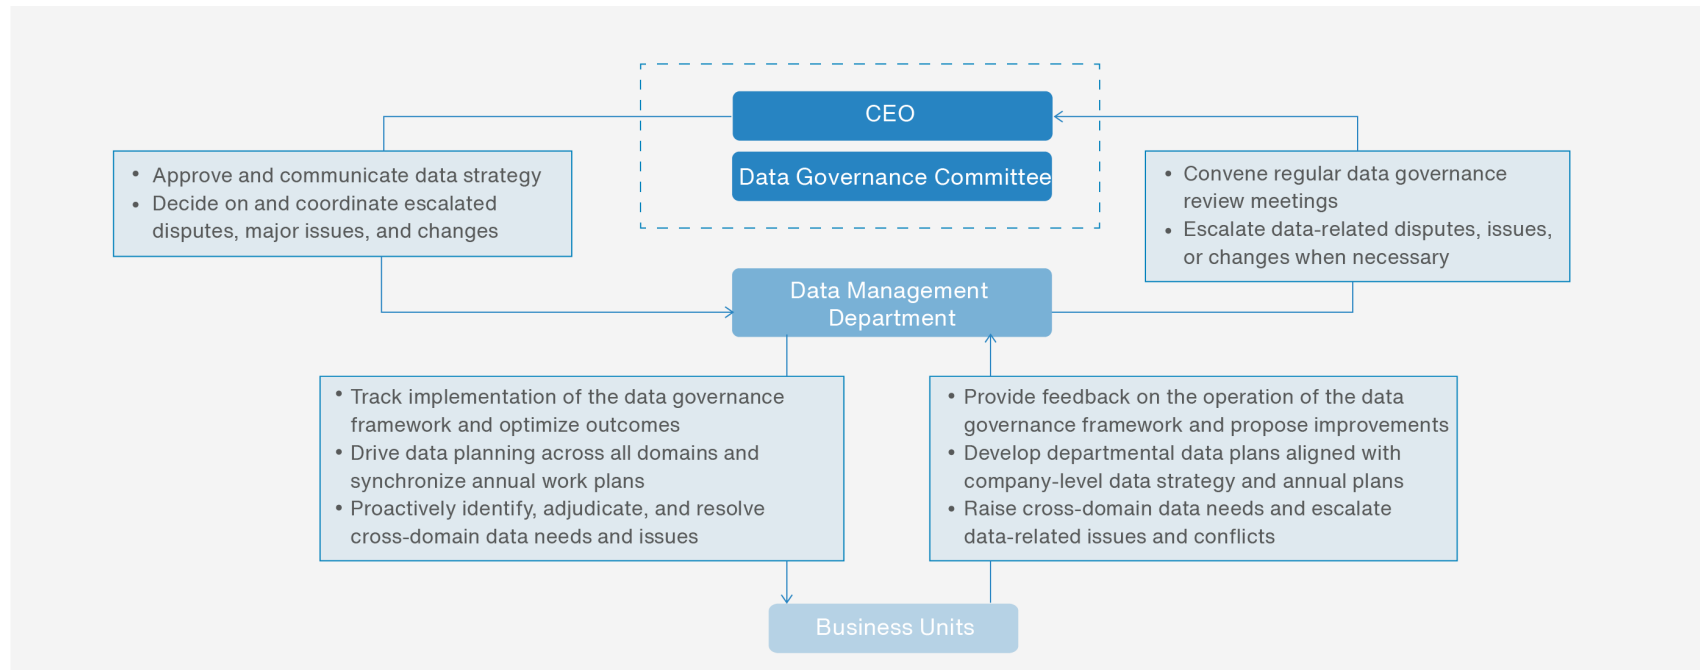 CEO
Data Governance Committee
• Approve and communicate data strategy
• Decide on and coordinate escalated
disputes, major issues, and changes
• Convene regular data governance
review meetings
• Escalate data-related disputes, issues,
or changes when necessary
Data Management
Department
• Track implementation of the data governance
framework and optimize outcomes
• Drive data planning across all domains and
synchronize annual work plans
• Proactively identify, adjudicate, and resolve
cross-domain data needs and issues
• Provide feedback on the operation of the data
governance framework and propose improvements
• Develop departmental data plans aligned with
company-level data strategy and annual plans
• Raise cross-domain data needs and escalate
data-related issues and conflicts
Business Units